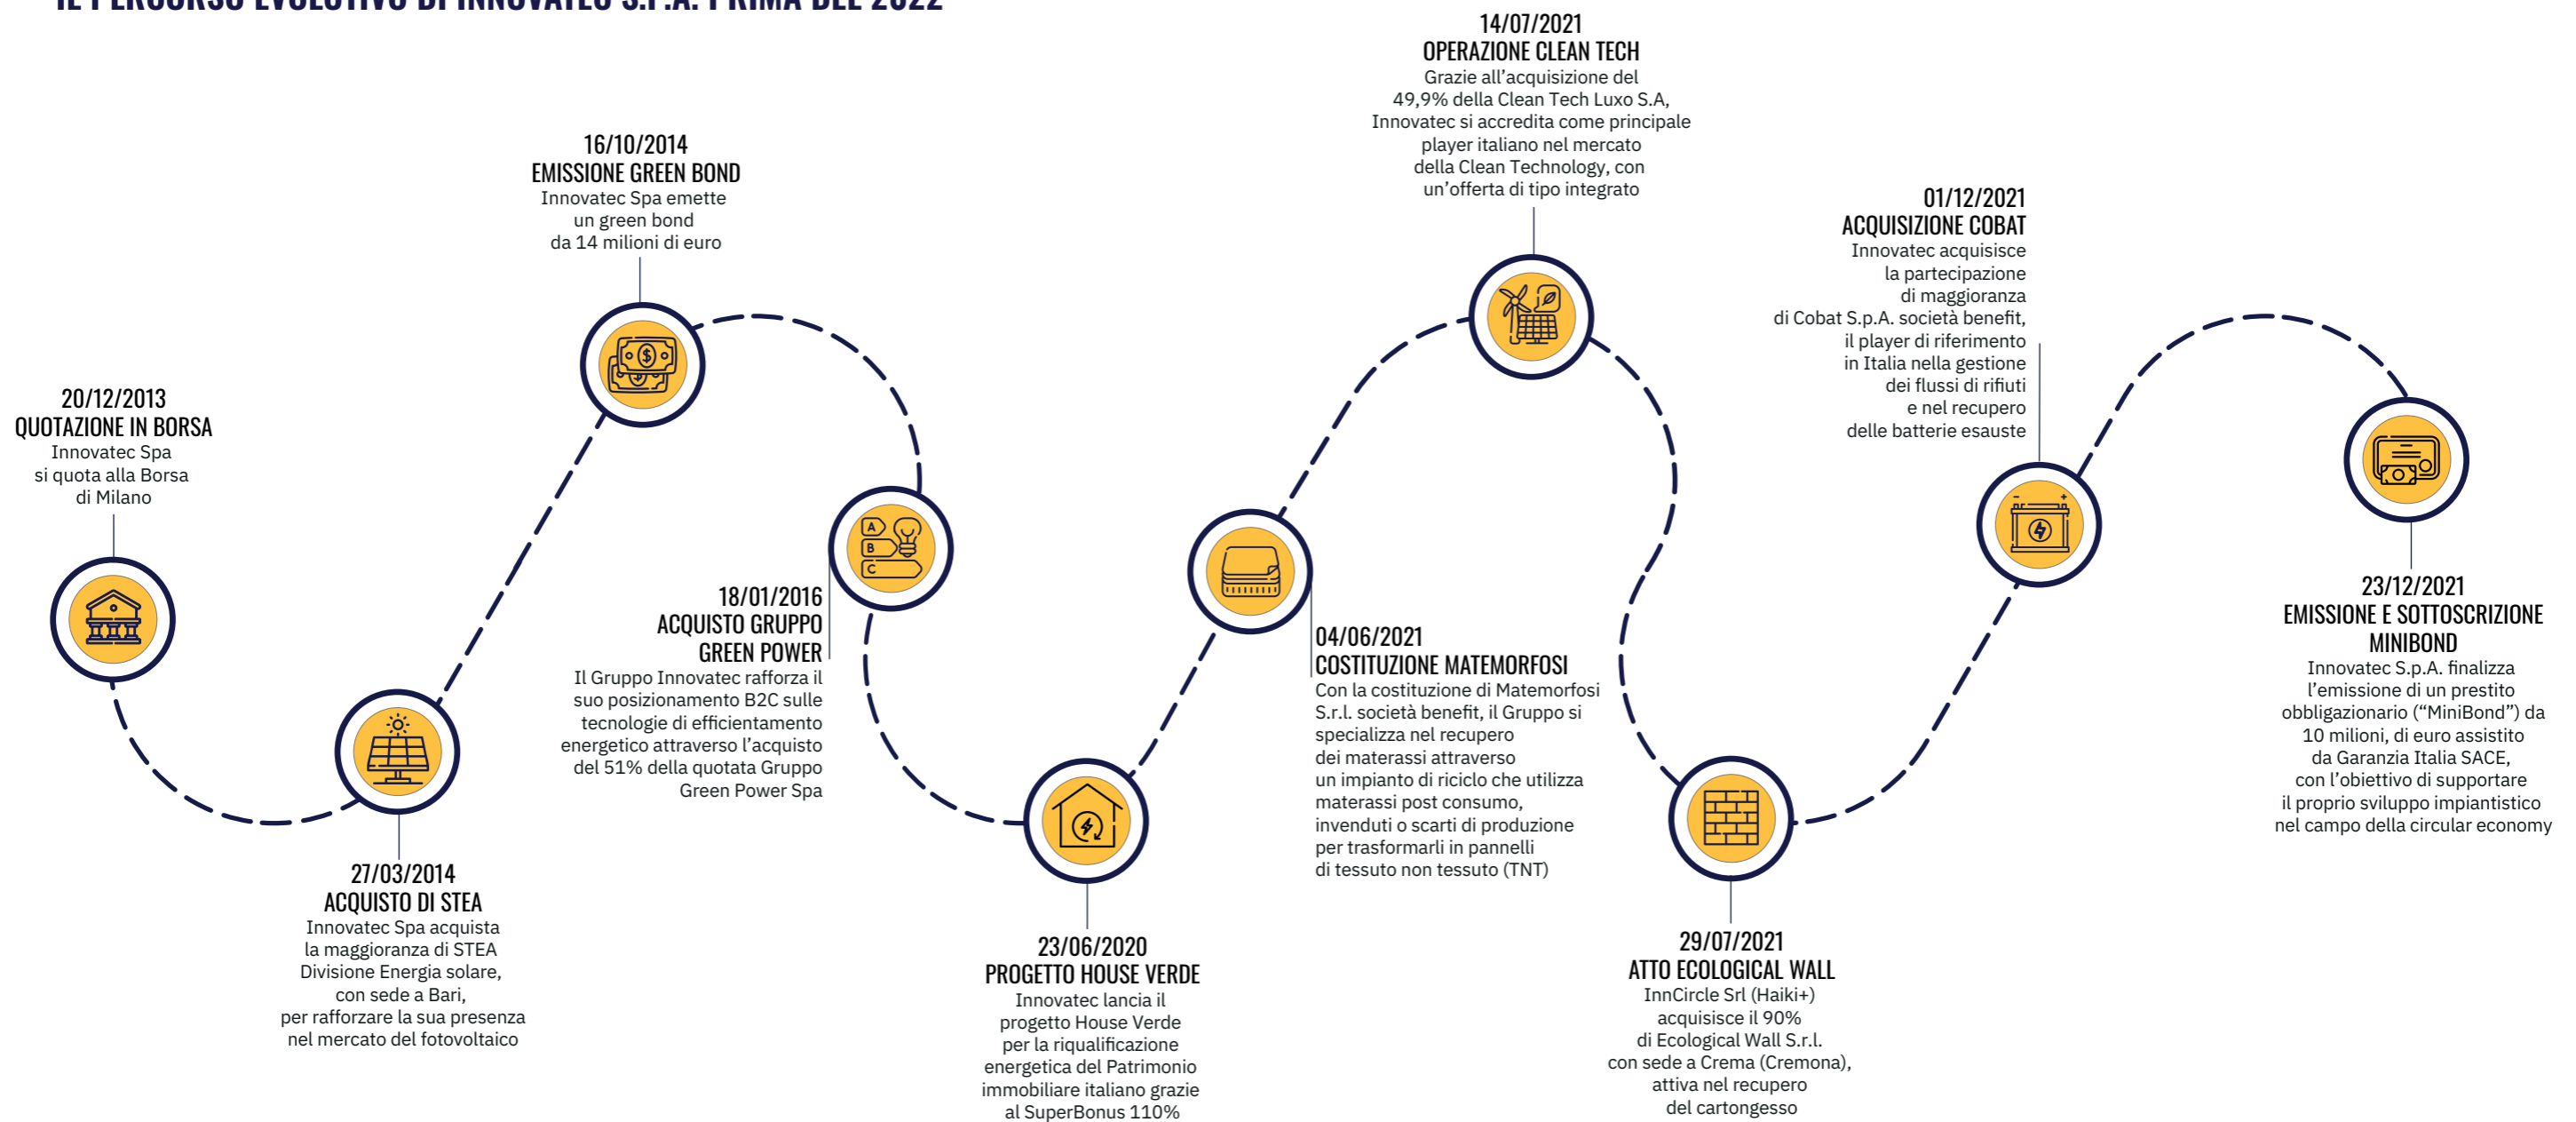 IL PERCORSO EVOLUTIVO DI INNOVATEC S.P.A. PRIMA DEL 2022
20/12/2013
QUOTAZIONE IN BORSA
Innovatec Spa
si quota alla Borsa
di Milano
27/03/2014
ACQUISTO DI STEA
Innovatec Spa acquista
la maggioranza di STEA
Divisione Energia solare,
con sede a Bari,
per rafforzare la sua presenza
nel mercato del fotovoltaico
16/10/2014
EMISSIONE GREEN BOND
Innovatec Spa emette
un green bond
da 14 milioni di euro
$
A
B
C
18/01/2016
ACQUISTO GRUPPO
GREEN POWER
Il Gruppo Innovatec rafforza il
suo posizionamento B2C sulle
tecnologie di efficientamento
energetico attraverso l’acquisto
del 51% della quotata Gruppo
Green Power Spa
23/06/2020
PROGETTO HOUSE VERDE
Innovatec lancia il
progetto House Verde
per la riqualificazione
energetica del Patrimonio
immobiliare italiano grazie
al SuperBonus 110%
04/06/2021
COSTITUZIONE MATEMORFOSI
Con la costituzione di Matemorfosi
S.r.l. società benefit, il Gruppo si
specializza nel recupero
dei materassi attraverso
un impianto di riciclo che utilizza
materassi post consumo,
invenduti o scarti di produzione
per trasformarli in pannelli
di tessuto non tessuto (TNT)
14/07/2021
OPERAZIONE CLEAN TECH
Grazie all’acquisizione del
49,9% della Clean Tech Luxo S.A,
Innovatec si accredita come principale
player italiano nel mercato
della Clean Technology, con
un’offerta di tipo integrato
29/07/2021
ATTO ECOLOGICAL WALL
InnCircle Srl (Haiki+)
acquisisce il 90%
di Ecological Wall S.r.l.
con sede a Crema (Cremona),
attiva nel recupero
del cartongesso
01/12/2021
ACQUISIZIONE COBAT
Innovatec acquisisce
la partecipazione
di maggioranza
di Cobat S.p.A. società benefit,
il player di riferimento
in Italia nella gestione
dei flussi di rifiuti
e nel recupero
delle batterie esauste
- +
23/12/2021
EMISSIONE E SOTTOSCRIZIONE
MINIBOND
Innovatec S.p.A. finalizza
l’emissione di un prestito
obbligazionario (“MiniBond”) da
10 milioni, di euro assistito
da Garanzia Italia SACE,
con l’obiettivo di supportare
il proprio sviluppo impiantistico
nel campo della circular economy